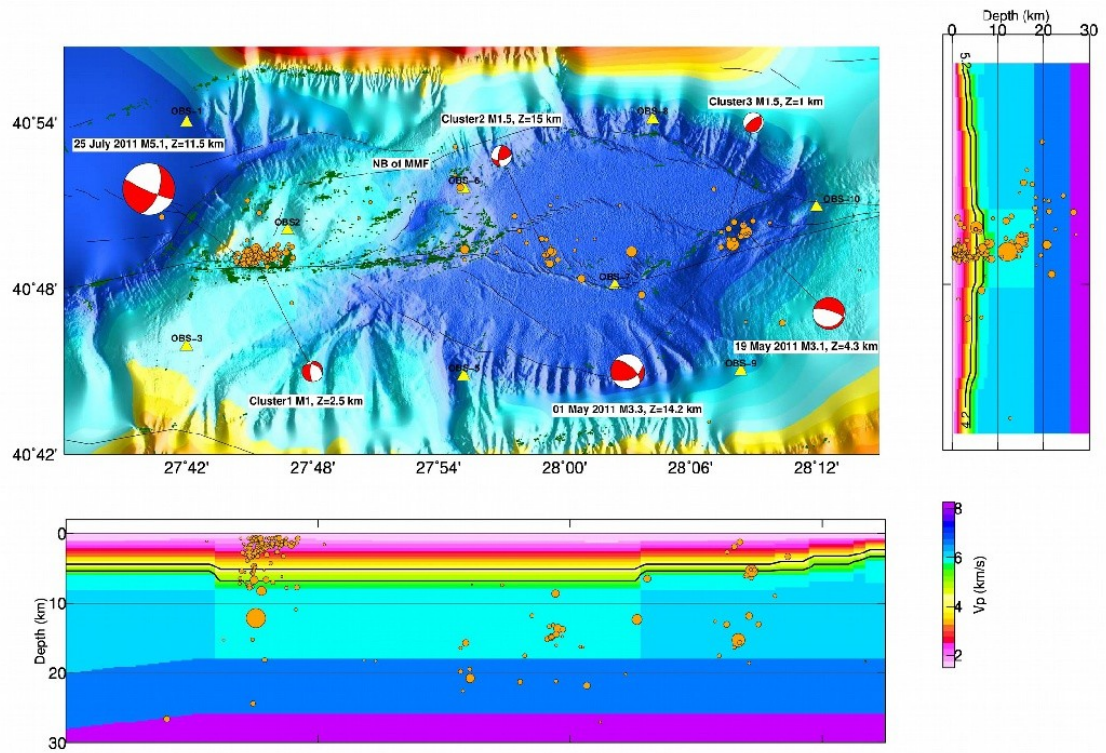 Depth (km)
0 10 20 30
5.2
4.2
40°54'
40°48'
40°42'
OBS-1
25 July 2011 M5.1, Z=11.5 km
Cluster2 M1.5, Z=15 km
Cluster3 M1.5, Z=1 km
NB of MMF
OBS-6
OBS2
OBS-10
OBS-7
OBS-3
OBS-5
OBS-9
19 May 2011 M3.1, Z=4.3 km
Cluster1 M1, Z=2.5 km
01 May 2011 M3.3, Z=14.2 km
27°42' 27°48' 27°54' 28°00' 28°06' 28°12'
Depth (km)
0
10
20
30
8
6
4
2
Vp (km/s)